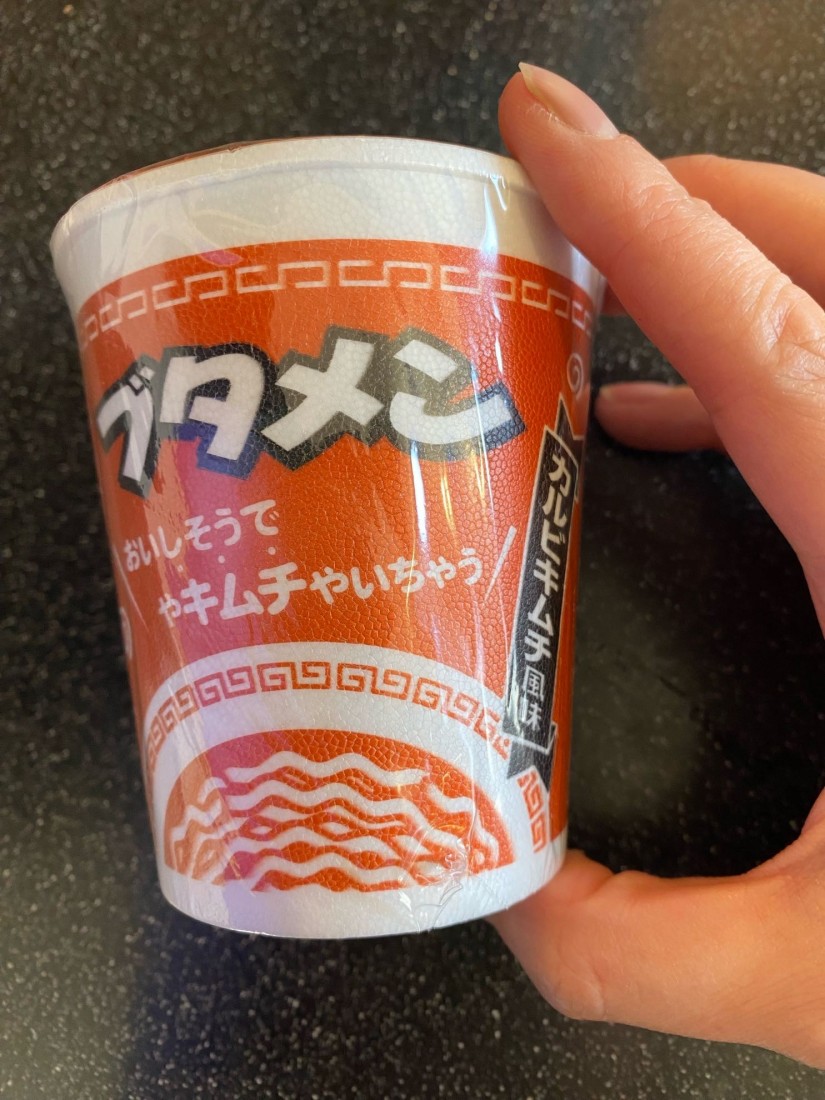 ブタメン
おいしそうで
やキムチやいちゃう
カルビキムチ風味